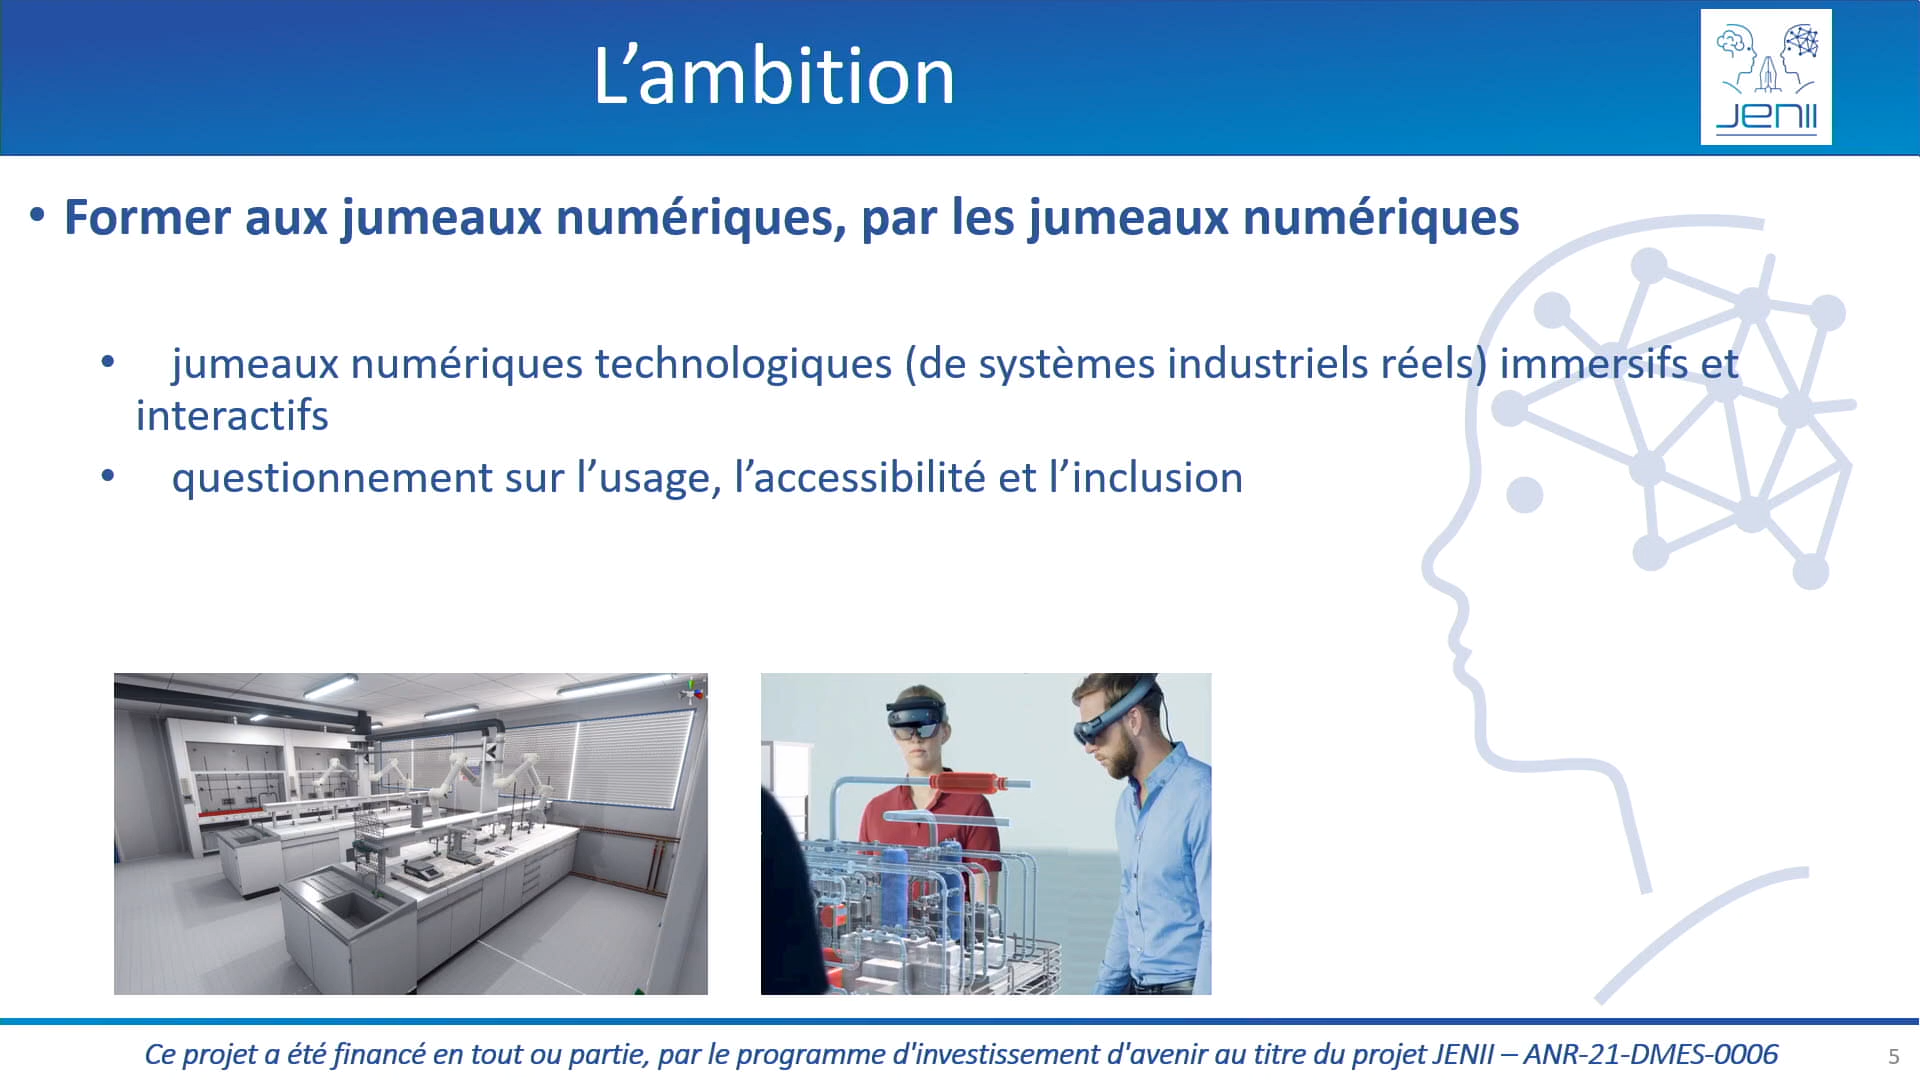 L’ambition
JENII
• Former aux jumeaux numériques, par les jumeaux numériques
• jumeaux numériques technologiques (de systèmes industriels réels) immersifs et
interactifs
• questionnement sur l’usage, l’accessibilité et l’inclusion
Ce projet a été financé en tout ou partie, par le programme d'investissement d'avenir au titre du projet JENII – ANR-21-DMES-0006
5